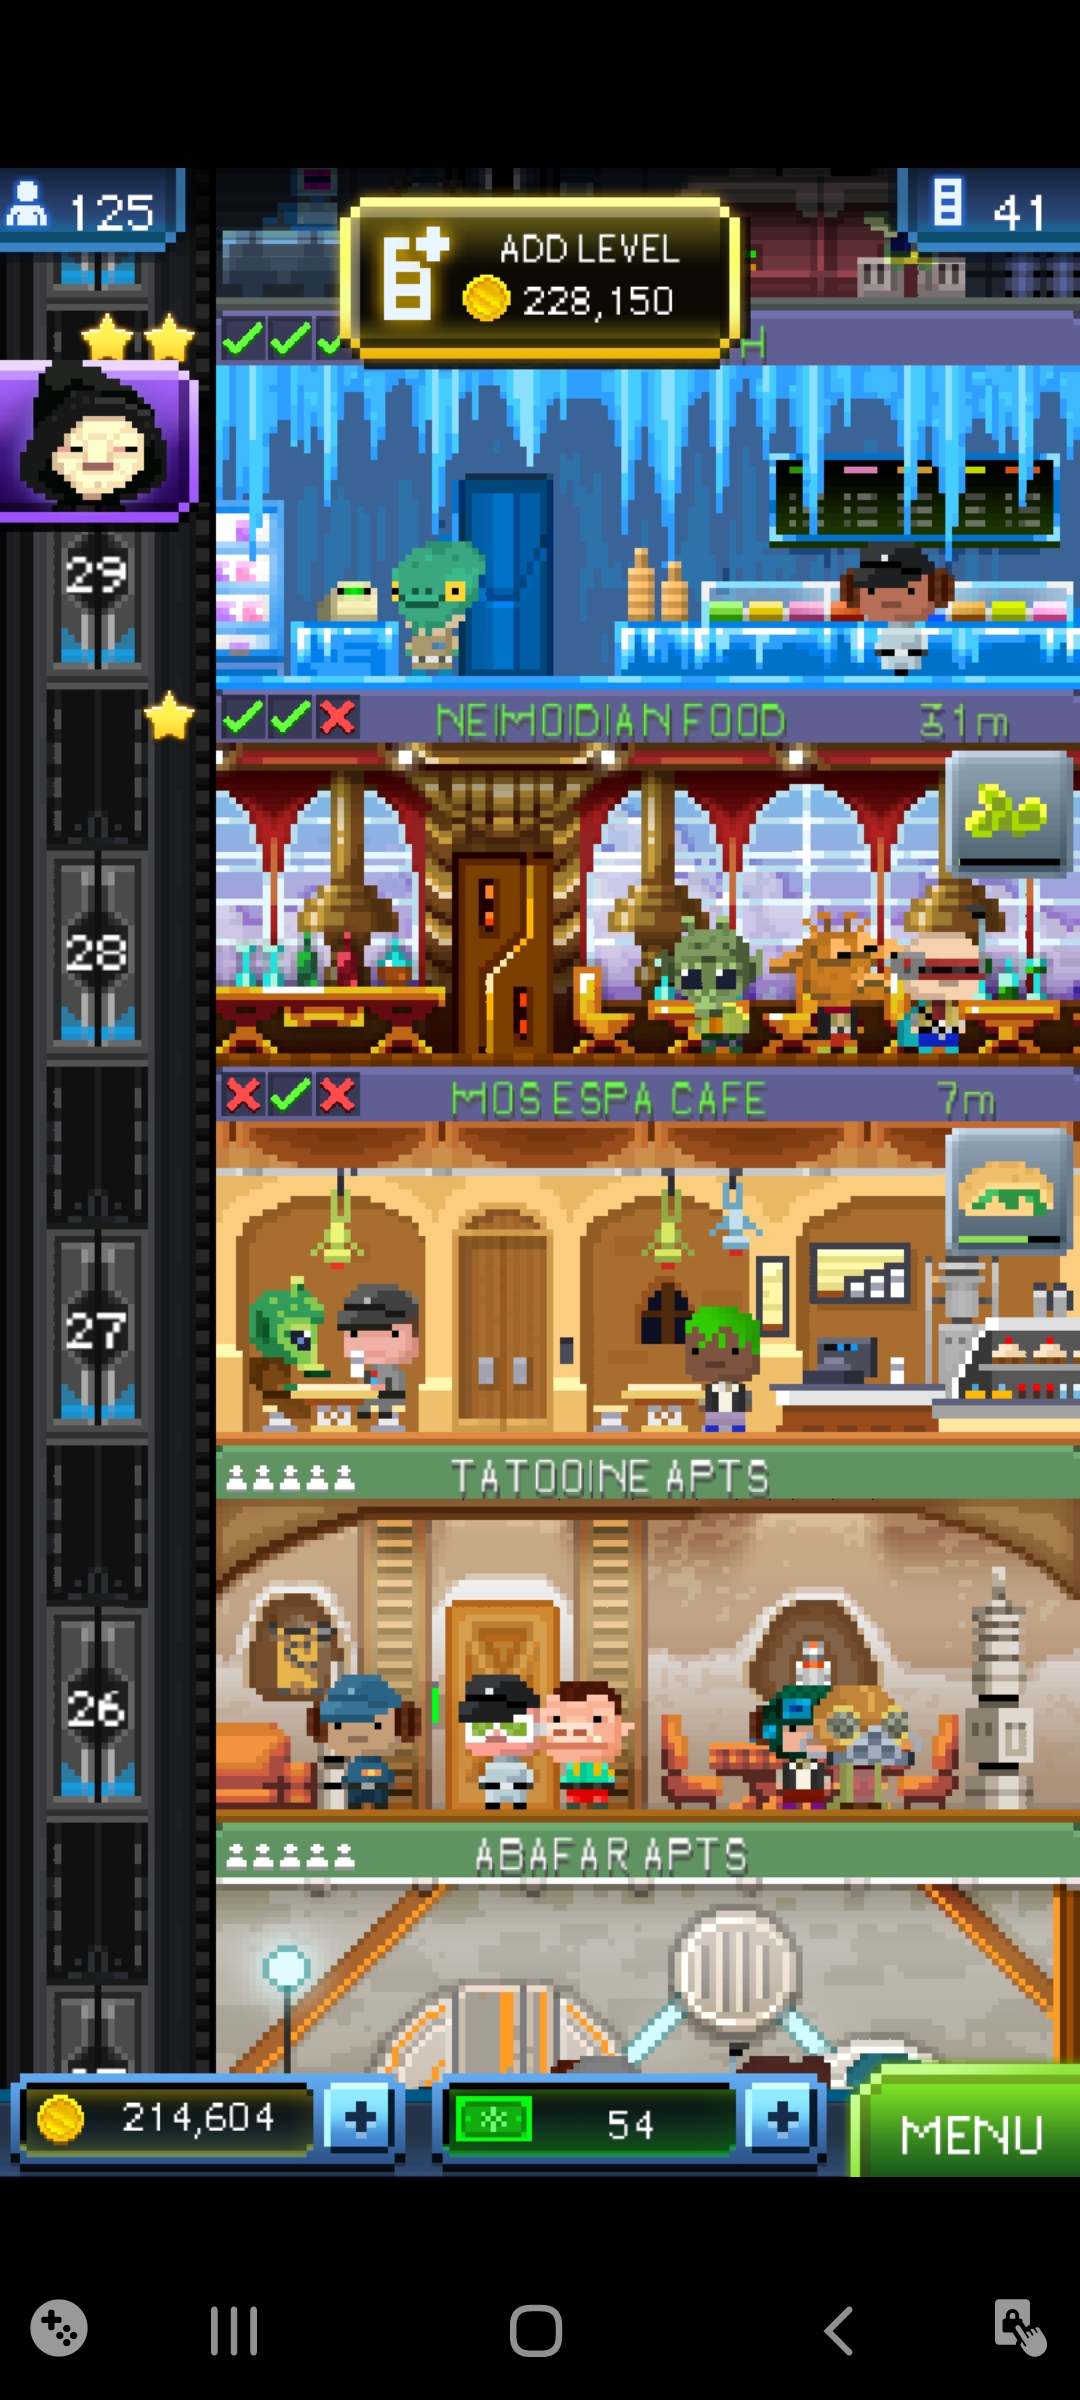 125
ADD LEVEL
228,150
41
H
29
NEIMOIDIAN FOOD
1m
28
MOS ESPA CAFE
7m
27
TATOOINE APTS
26
ABAFAR APTS
214,604
54
MENU